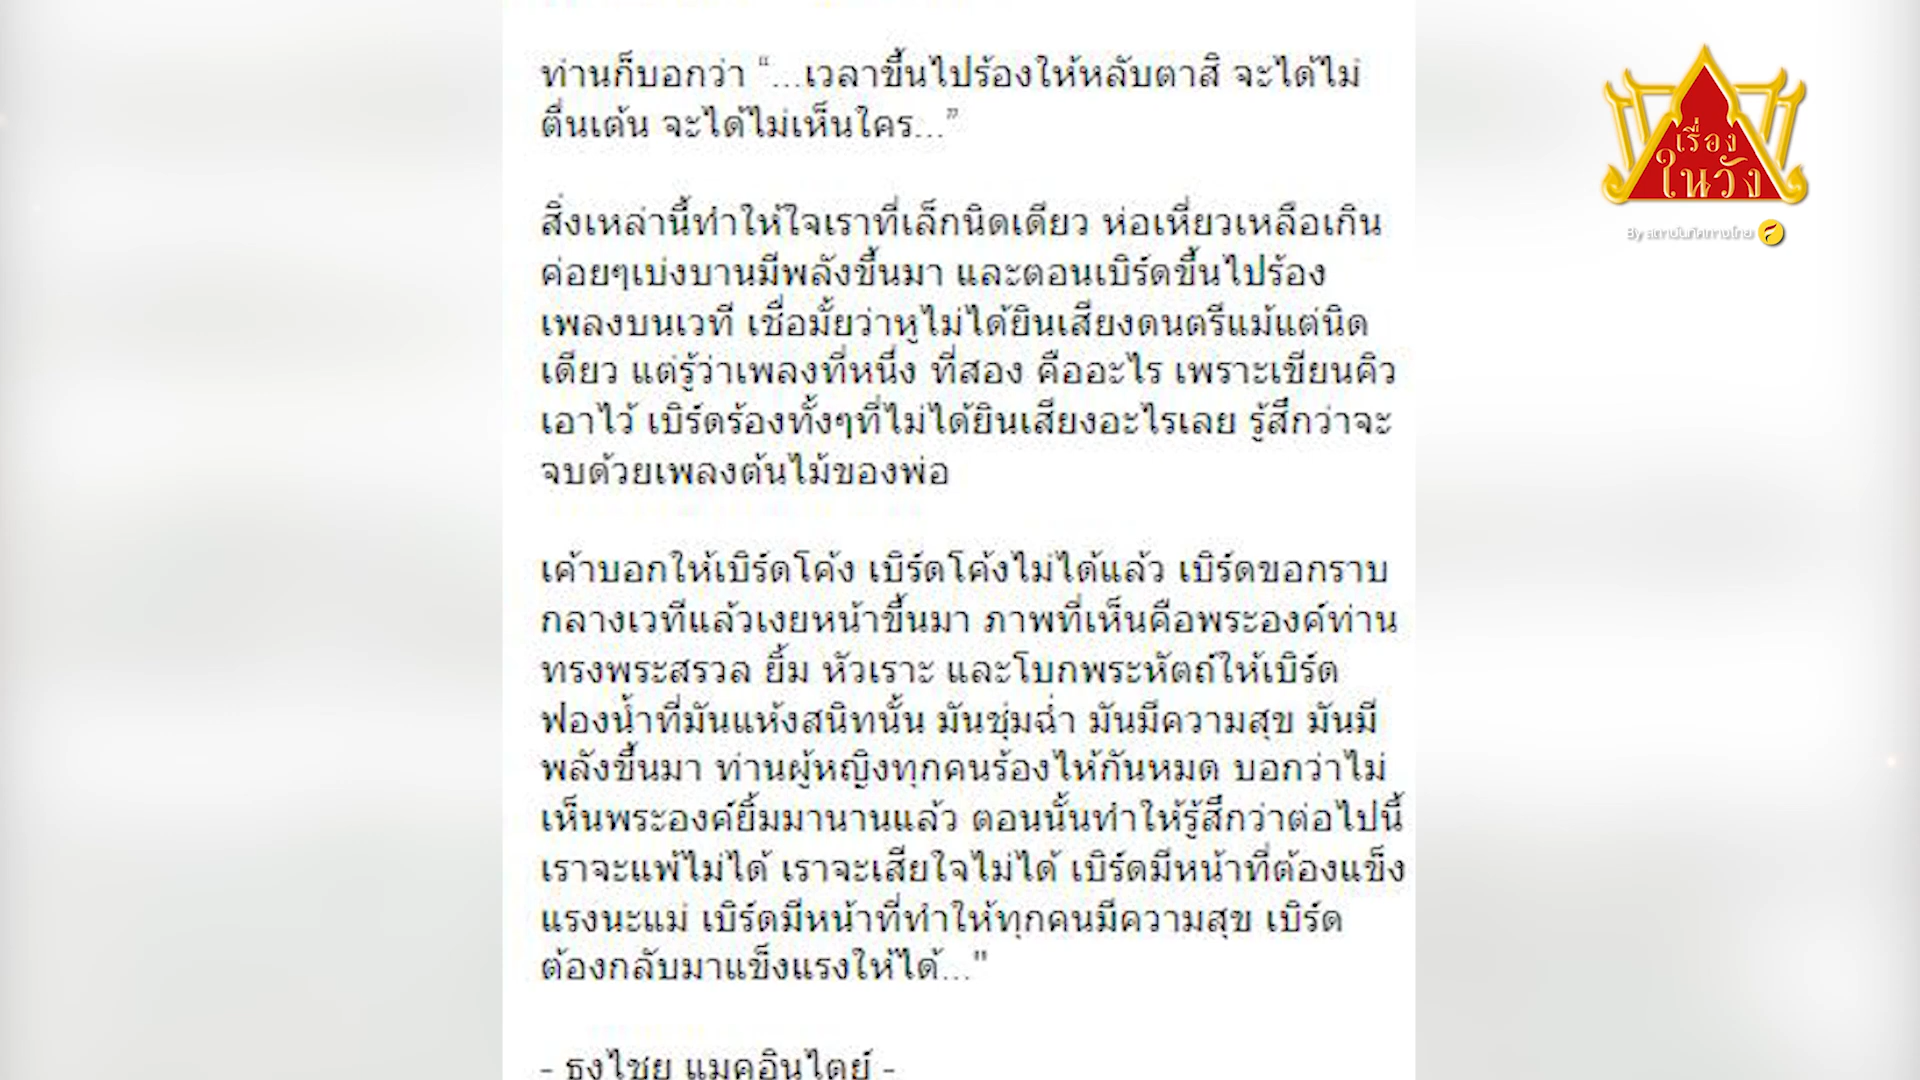 ท่านก็บอกว่า “...เวลาขึ้นไปร้องให้หลับตาสิ จะได้ไม่
ตื่นเต้น จะได้ไม่เห็นใคร...”
สิ่งเหล่านี้ทำให้ใจเราที่เล็กนิดเดียว ห่อเหี่ยวเหลือเกิน
ค่อยๆเบ่งบานมีพลังขึ้นมา และตอนเบิร์ดขึ้นไปร้อง
เพลงบนเวที เชื่อมั้ยว่าหูไม่ได้ยินเสียงดนตรีแม้แต่นิด
เดียว แต่รู้ว่าเพลงที่หนึ่ง ที่สอง คืออะไร เพราะเขียนคิว
เอาไว้ เบิร์ดร้องทั้งๆที่ไม่ได้ยินเสียงอะไรเลย รู้สึกว่าจะ
จบด้วยเพลงต้นไม้ของพ่อ
เค้าบอกให้เบิร์ดโค้ง เบิร์ดโค้งไม่ได้แล้ว เบิร์ดขอกราบ
กลางเวทีแล้วเงยหน้าขึ้นมา ภาพที่เห็นคือพระองค์ท่าน
ทรงพระสรวล ยิ้ม หัวเราะ และโบกพระหัตถ์ให้เบิร์ด
ฟองน้ำที่มันแห้งสนิทนั้น มันชุ่มฉ่ำ มันมีความสุข มันมี
พลังขึ้นมา ท่านผู้หญิงทุกคนร้องไห้กันหมด บอกว่าไม่
เห็นพระองค์ยิ้มมานานแล้ว ตอนนั้นทำให้รู้สึกว่าต่อไปนี้
เราจะแพ้ไม่ได้ เราจะเสียใจไม่ได้ เบิร์ดมีหน้าที่ต้องแข็ง
แรงนะแม่ เบิร์ดมีหน้าที่ทำให้ทุกคนมีความสุข เบิร์ด
ต้องกลับมาแข็งแรงให้ได้..."
- ธงไชย แมคอินไตย์ -
เรื่อง
ในวัง
By สถาบันทิศทางไทย